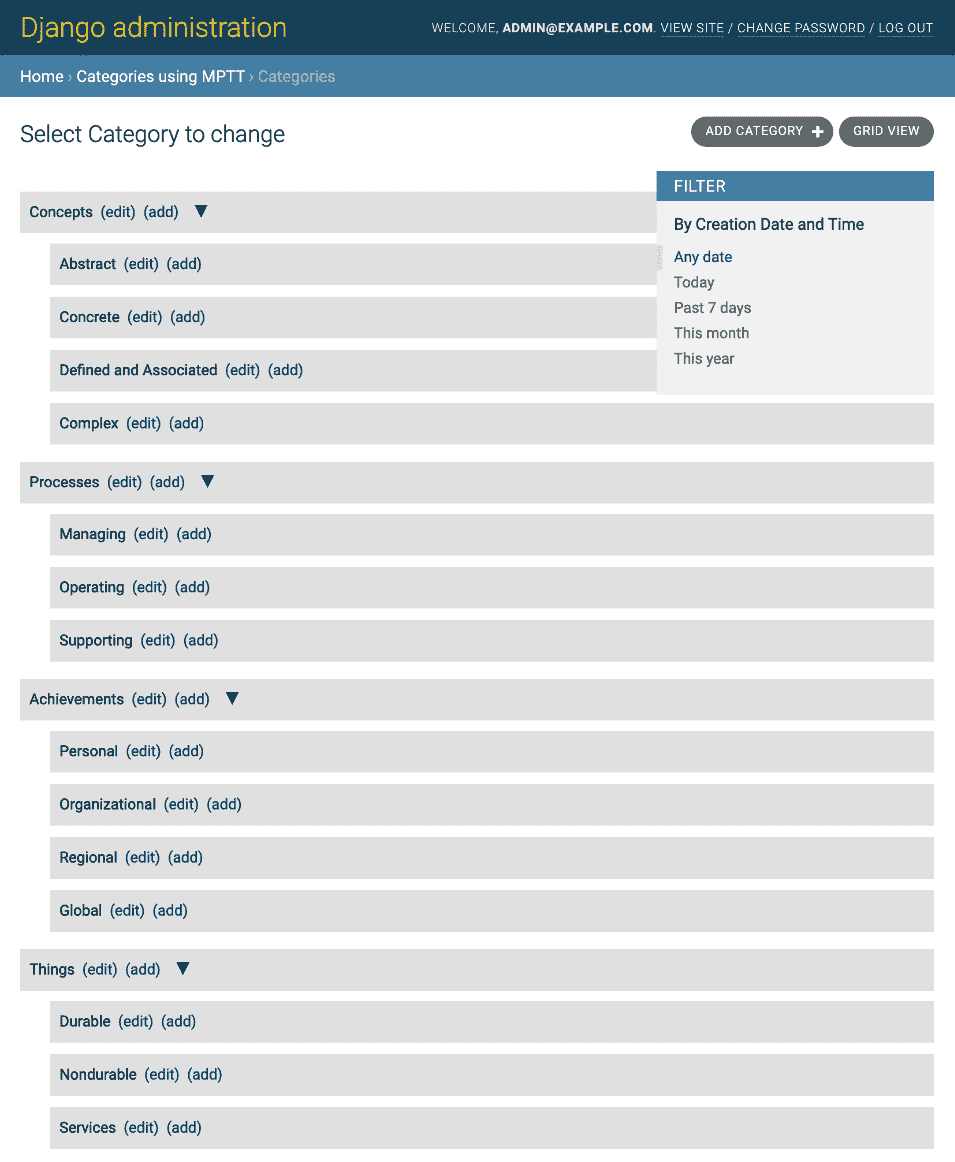 Django administration
WELCOME, ADMIN@EXAMPLE.COM. VIEW SITE / CHANGE PASSWORD / LOG OUT
Home › Categories using MPTT › Categories
Select Category to change
ADD CATEGORY +
GRID VIEW
FILTER
By Creation Date and Time
Any date
Today
Past 7 days
This month
This year
Concepts (edit) (add) ▼
Abstract (edit) (add)
Concrete (edit) (add)
Defined and Associated (edit) (add)
Complex (edit) (add)
Processes (edit) (add) ▼
Managing (edit) (add)
Operating (edit) (add)
Supporting (edit) (add)
Achievements (edit) (add) ▼
Personal (edit) (add)
Organizational (edit) (add)
Regional (edit) (add)
Global (edit) (add)
Things (edit) (add) ▼
Durable (edit) (add)
Nondurable (edit) (add)
Services (edit) (add)